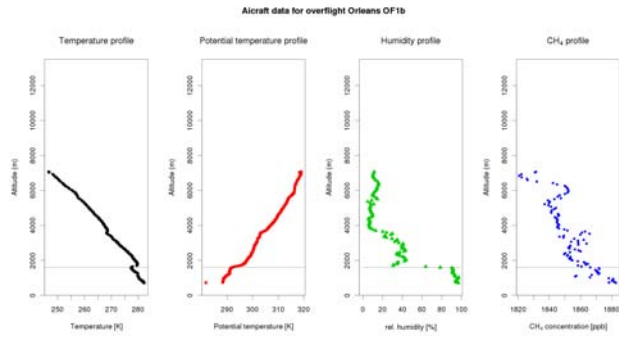 Aicraft data for overflight Orleans OF1b
Temperature profile
Potential temperature profile
Humidity profile
CH₄ profile
Altitude (m)
0 2000 4000 6000 8000 10000 12000
250 260 270 280
Temperature [K]
Altitude (m)
0 2000 4000 6000 8000 10000 12000
280 290 300 310 320
Potential temperature [K]
Altitude (m)
0 2000 4000 6000 8000 10000 12000
0 20 40 60 80 100
rel. humidity [%]
Altitude (m)
0 2000 4000 6000 8000 10000 12000
1820 1840 1860 1880
CH₄ concentration [ppb]